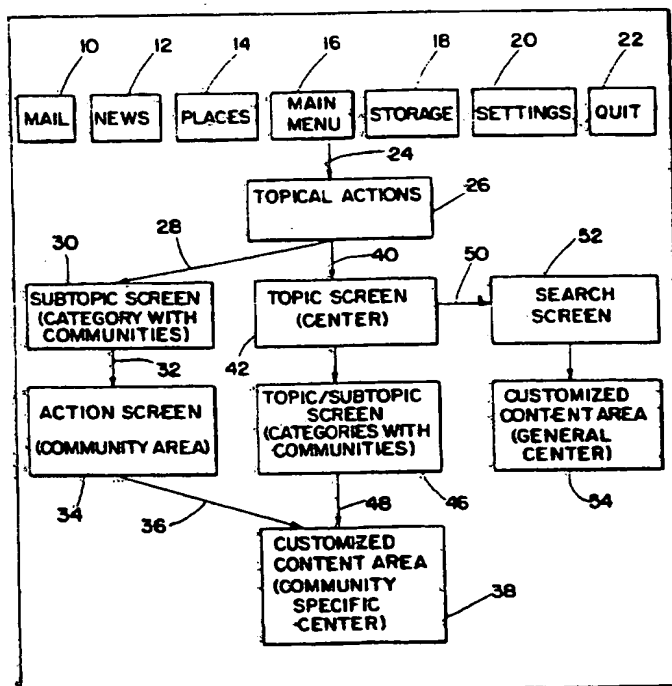 10 12 14 16 18 20 22
MAIL NEWS PLACES MAIN MENU STORAGE SETTINGS QUIT
24
TOPICAL ACTIONS
26
28
30
40
50
52
SUBTOPIC SCREEN
(CATEGORY WITH
COMMUNITIES)
TOPIC SCREEN
(CENTER)
SEARCH
SCREEN
32
42
ACTION SCREEN
(COMMUNITY AREA)
TOPIC/SUBTOPIC
SCREEN
(CATEGORIES WITH
COMMUNITIES)
CUSTOMIZED
CONTENT AREA
(GENERAL
CENTER)
34
36
48
46
54
CUSTOMIZED
CONTENT AREA
(COMMUNITY
SPECIFIC
CENTER)
38